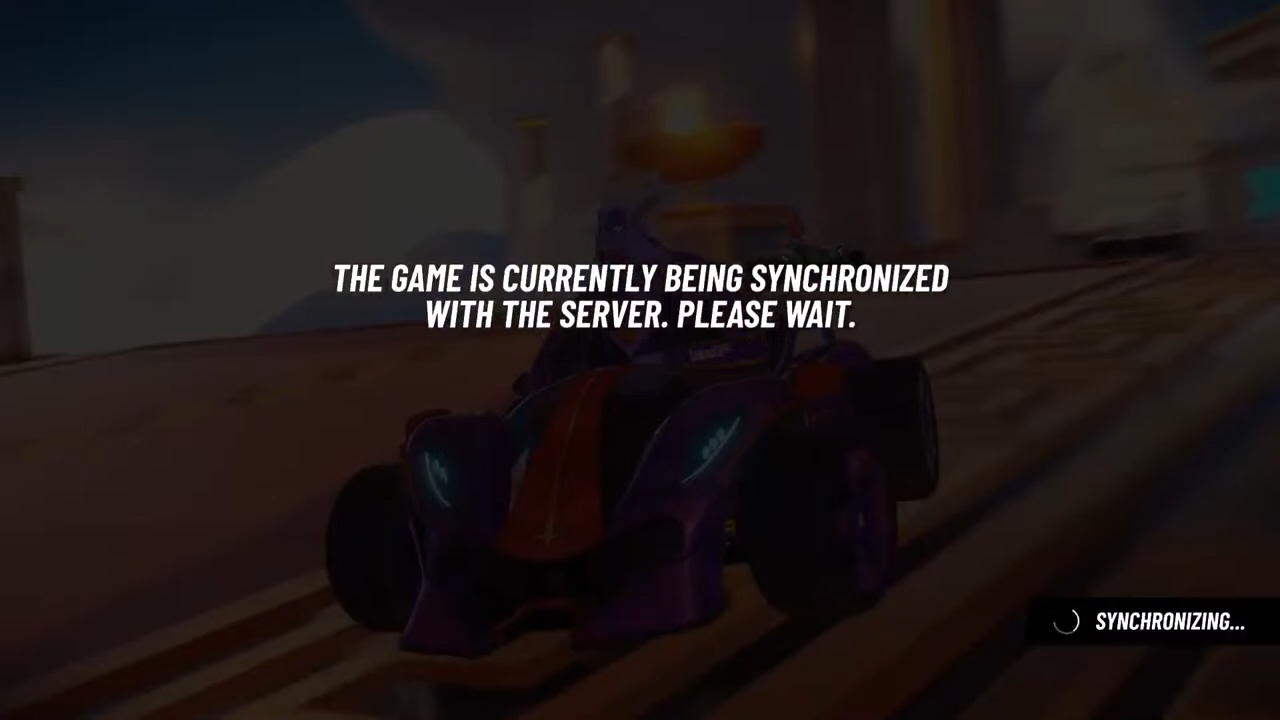 THE GAME IS CURRENTLY BEING SYNCHRONIZED
WITH THE SERVER. PLEASE WAIT.
SYNCHRONIZING...